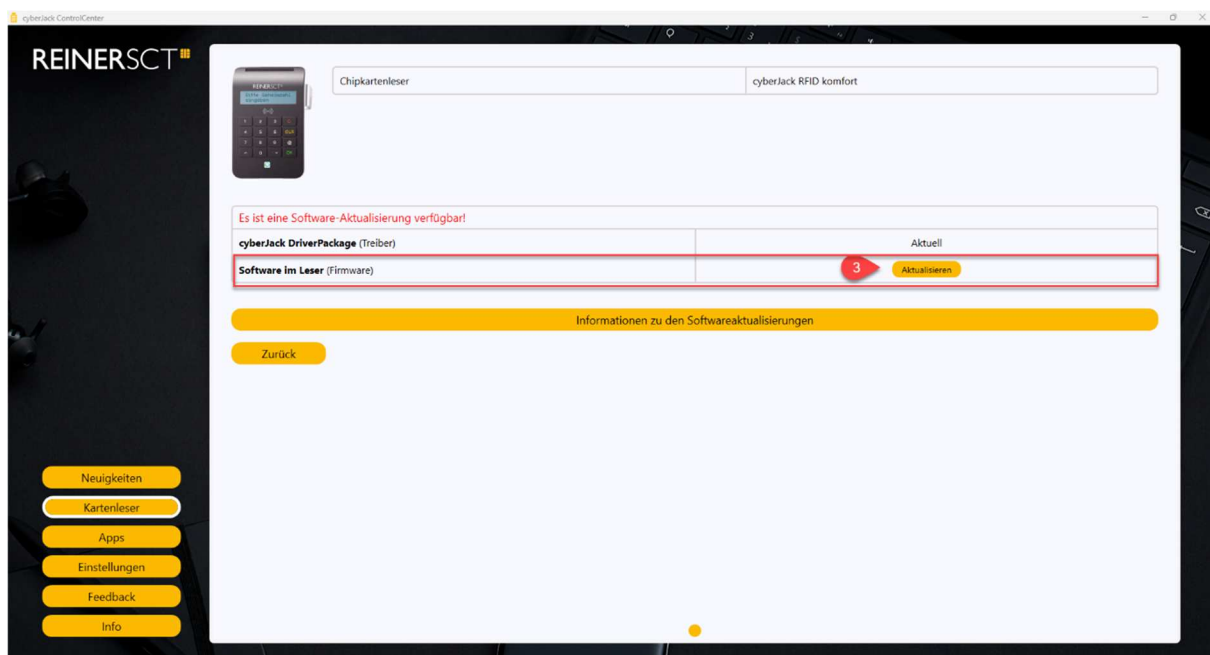 cyberJack ControlCenter
REINERSCT
REINERSCT
Chipkartenleser
cyberJack RFID komfort
Es ist eine Software-Aktualisierung verfügbar!
cyberJack DriverPackage (Treiber)
Aktuell
Software im Leser (Firmware)
3
Aktualisieren
Informationen zu den Softwareaktualisierungen
Zurück
Neuigkeiten
Kartenleser
Apps
Einstellungen
Feedback
Info